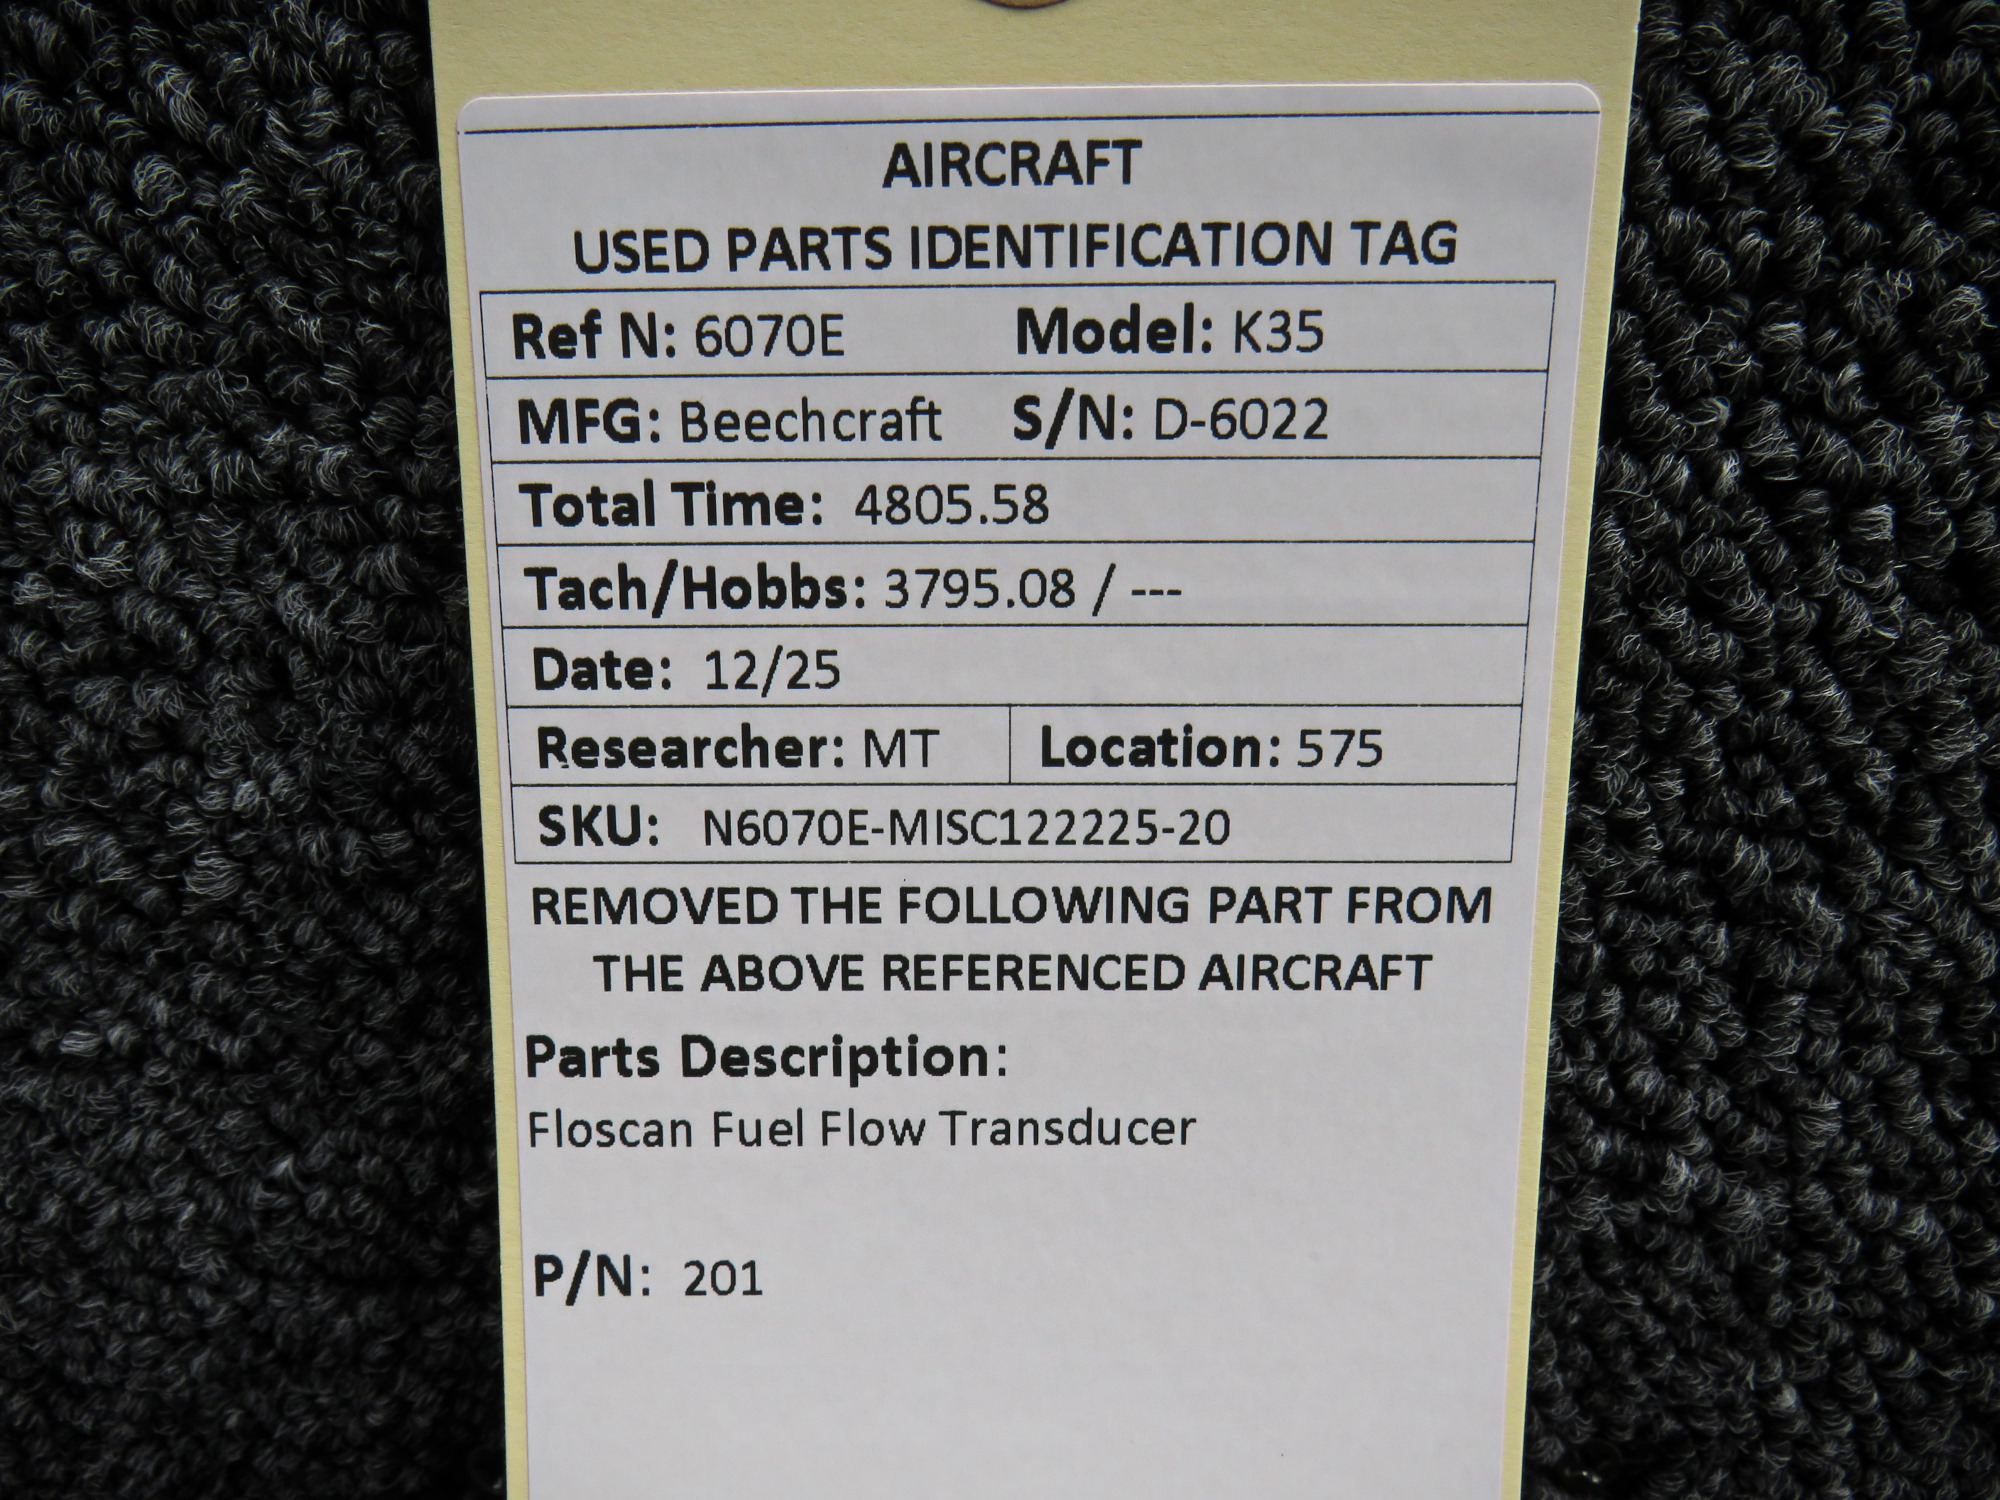 AIRCRAFT
USED PARTS IDENTIFICATION TAG
Ref N: 6070E Model: K35
MFG: Beechcraft S/N: D-6022
Total Time: 4805.58
Tach/Hobbs: 3795.08 / ---
Date: 12/25
Researcher: MT Location: 575
SKU: N6070E-MISC122225-20
REMOVED THE FOLLOWING PART FROM
THE ABOVE REFERENCED AIRCRAFT
Parts Description:
Floscan Fuel Flow Transducer
P/N: 201